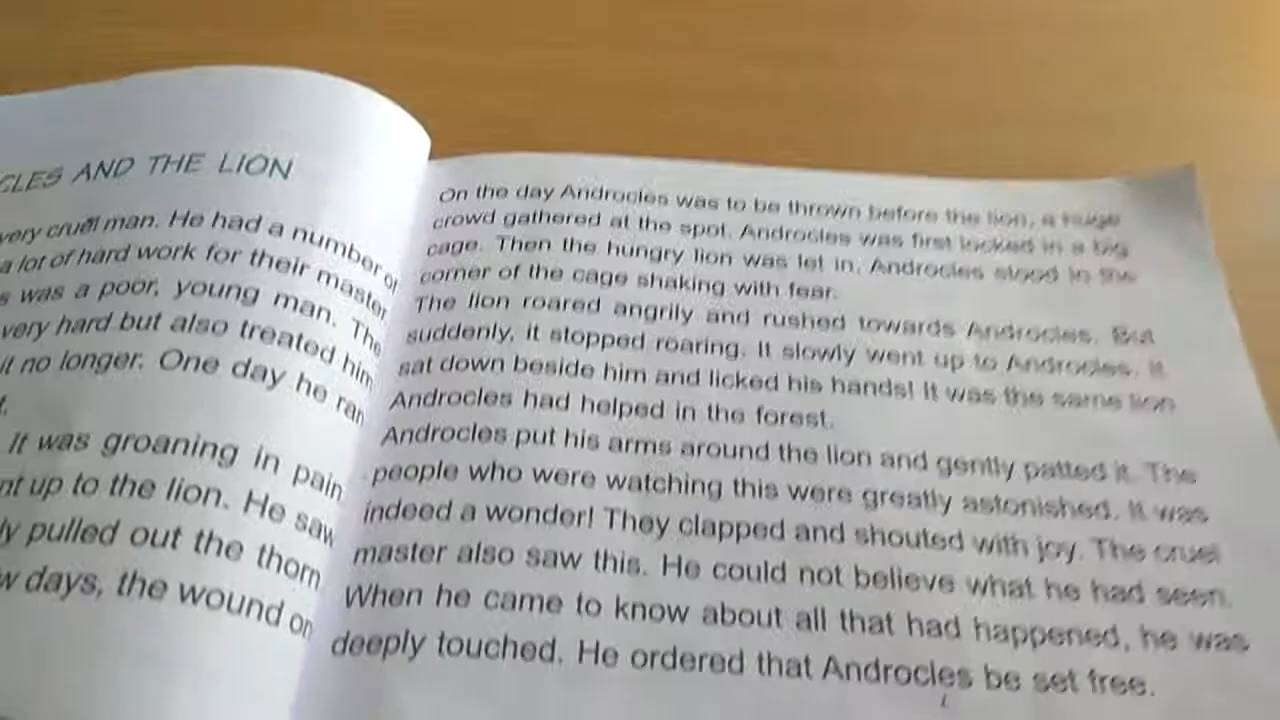 CLES AND THE LION
very cruel man. He had a number of
a lot of hard work for their master.
s was a poor, young man. The
very hard but also treated him
it no longer. One day he ran
t.
It was groaning in pain
nt up to the lion. He saw
ly pulled out the thorn
w days, the wound on
On the day Androcles was to be thrown before the lion, a huge
crowd gathered at the spot. Androcles was first locked in a big
cage. Then the hungry lion was let in. Androcles stood in the
corner of the cage shaking with fear.
The lion roared angrily and rushed towards Androcles. But
suddenly, it stopped roaring. It slowly went up to Androcles. It
sat down beside him and licked his hands! It was the same lion
Androcles had helped in the forest.
Androcles put his arms around the lion and gently patted it. The
people who were watching this were greatly astonished. It was
indeed a wonder! They clapped and shouted with joy. The cruel
master also saw this. He could not believe what he had seen.
When he came to know about all that had happened, he was
deeply touched. He ordered that Androcles be set free.